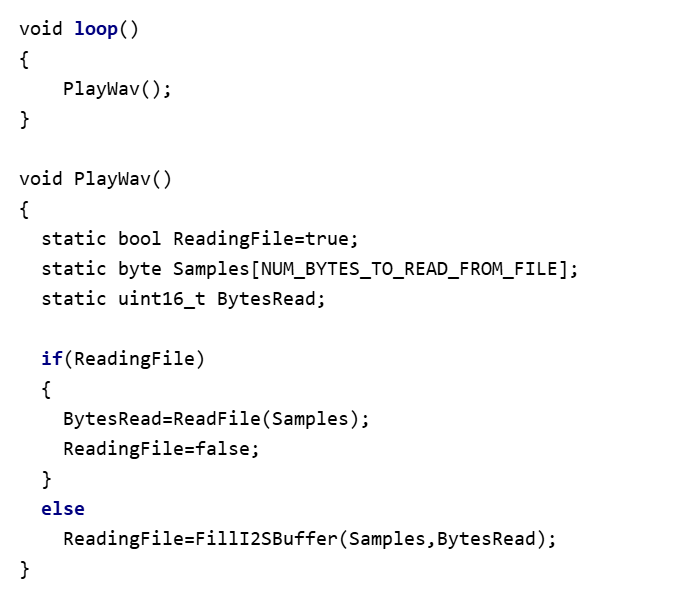 void loop()
{
    PlayWav();
}

void PlayWav()
{
  static bool ReadingFile=true;
  static byte Samples[NUM_BYTES_TO_READ_FROM_FILE];
  static uint16_t BytesRead;

  if(ReadingFile)
  {
    BytesRead=ReadFile(Samples);
    ReadingFile=false;
  }
  else
    ReadingFile=FillI2SBuffer(Samples,BytesRead);
}